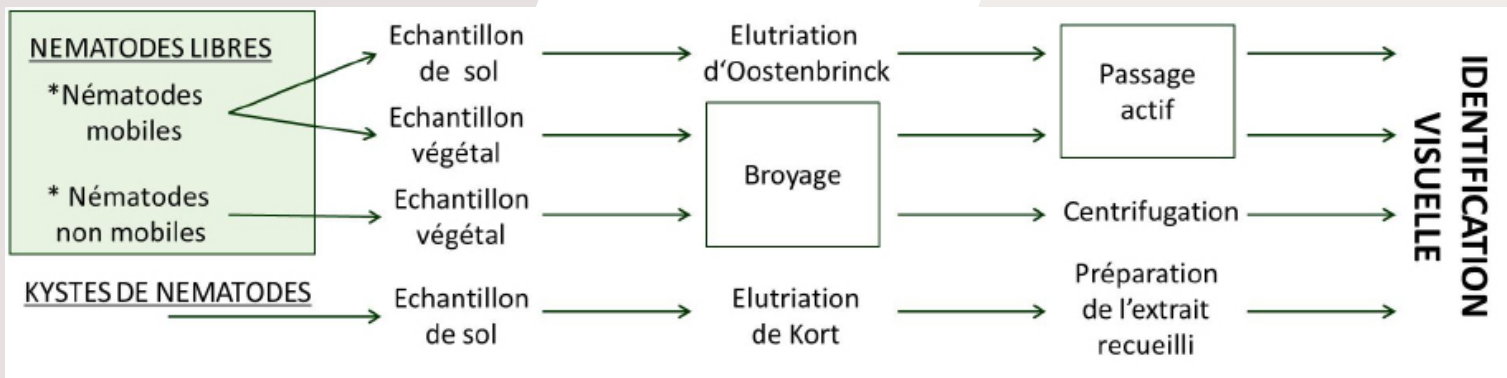 NEMATODES LIBRES
*Nématodes
mobiles
* Nématodes
non mobiles
KYSTES DE NEMATODES
Echantillon
de sol
Echantillon
végétal
Echantillon
végétal
Echantillon
de sol
Elutriation
d‘Oostenbrinck
Broyage
Elutriation
de Kort
Passage
actif
Centrifugation
Préparation
de l’extrait
recueilli
IDENTIFICATION
VISUELLE